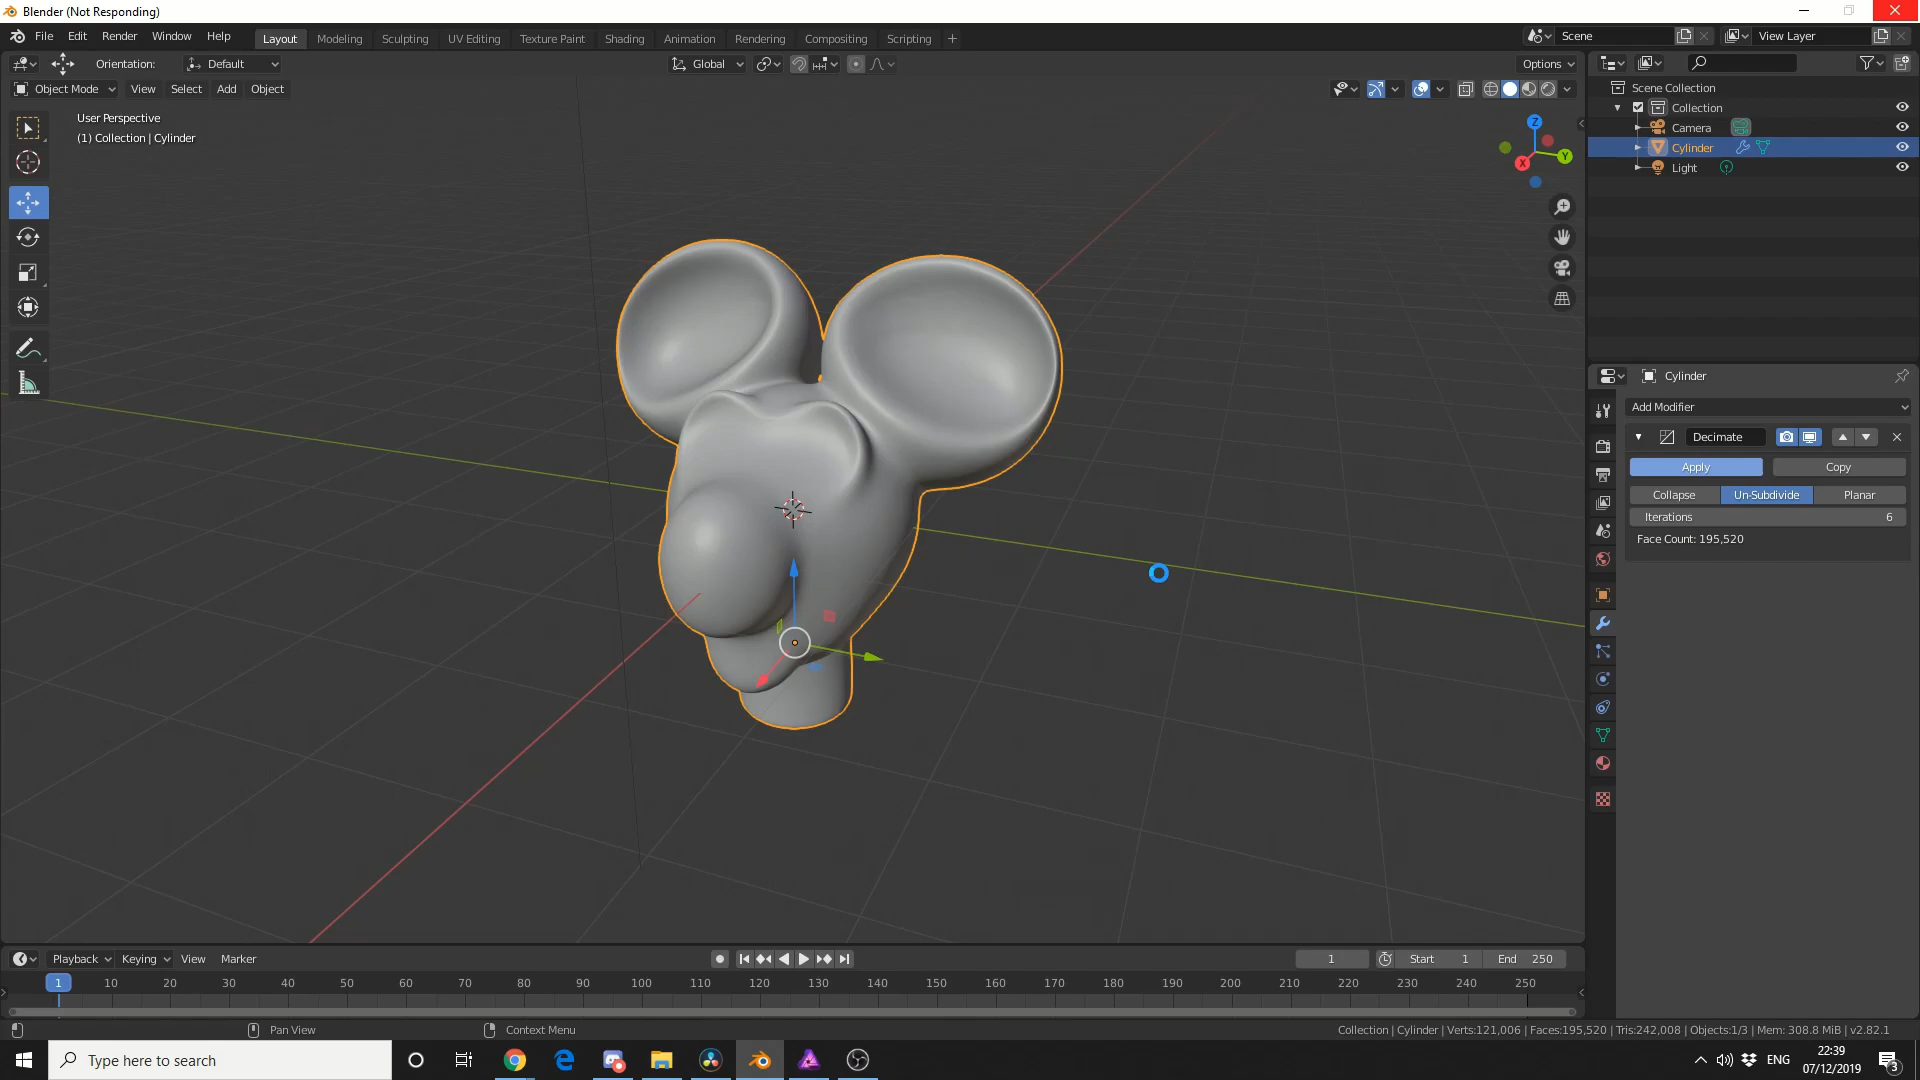 Blender (Not Responding)
File Edit Render Window Help
Layout Modeling Sculpting UV Editing Texture Paint Shading Animation Rendering Compositing Scripting +
Scene
View Layer
Orientation: Default
Global
Options
Object Mode View Select Add Object
User Perspective
(1) Collection | Cylinder
Z
Y
X
Scene Collection
Collection
Camera
Cylinder
Light
Cylinder
Add Modifier
Decimate
Apply Copy
Collapse Un-Subdivide Planar
Iterations 6
Face Count: 195,520
Playback Keying View Marker
1 Start 1 End 250
1 10 20 30 40 50 60 70 80 90 100 110 120 130 140 150 160 170 180 190 200 210 220 230 240 250
Pan View
Context Menu
Collection | Cylinder | Verts:121,006 | Faces:195,520 | Tris:242,008 | Objects:1/3 | Mem: 308.8 MiB | v2.82.1
Type here to search
ENG
22:39
07/12/2019
3